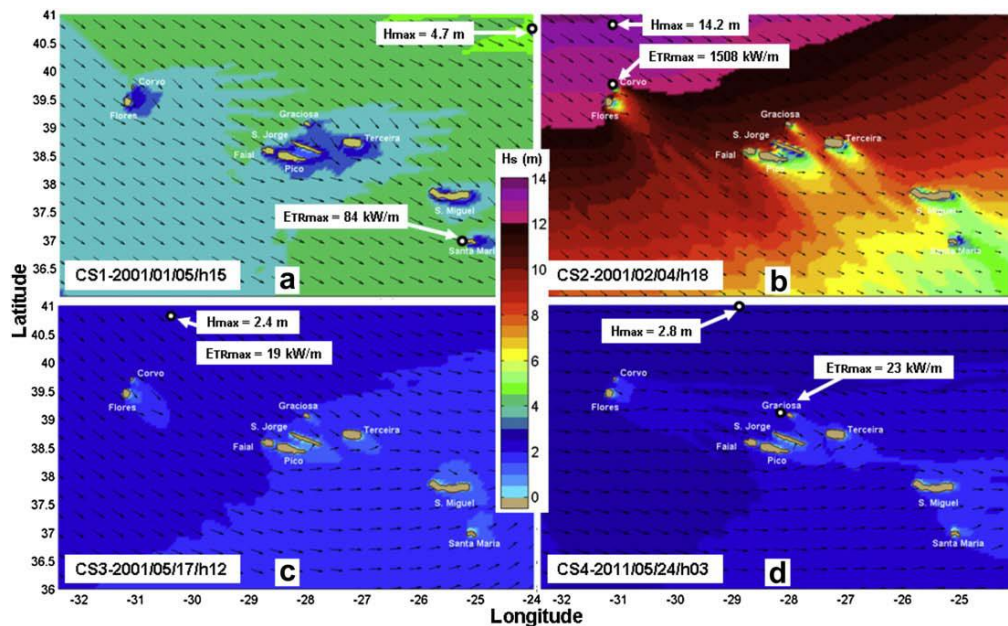 41
40.5
40
39.5
39
38.5
38
37.5
37
36.5
Hmax = 4.7 m
Corvo
Flores
Graciosa
S. Jorge
Terceira
Faial
Pico
S. Miguel
ETRmax = 84 kW/m
Santa Maria
CS1-2001/01/05/h15
a
Hmax = 14.2 m
ETRmax = 1508 kW/m
Corvo
Flores
Graciosa
S. Jorge
Terceira
Faial
Pico
S. Miguel
Santa Maria
CS2-2001/02/04/h18
b
Hs (m)
14
12
10
8
6
4
2
0
Latitude
41
40.5
40
39.5
39
38.5
38
37.5
37
36.5
36
Hmax = 2.4 m
ETRmax = 19 kW/m
Corvo
Flores
Graciosa
S. Jorge
Terceira
Faial
Pico
S. Miguel
Santa Maria
CS3-2001/05/17/h12
c
Hmax = 2.8 m
ETRmax = 23 kW/m
Corvo
Flores
Graciosa
S. Jorge
Terceira
Faial
Pico
S. Miguel
Santa Maria
CS4-2011/05/24/h03
d
-32 -31 -30 -29 -28 -27 -26 -25 -24
-32 -31 -30 -29 -28 -27 -26 -25
Longitude